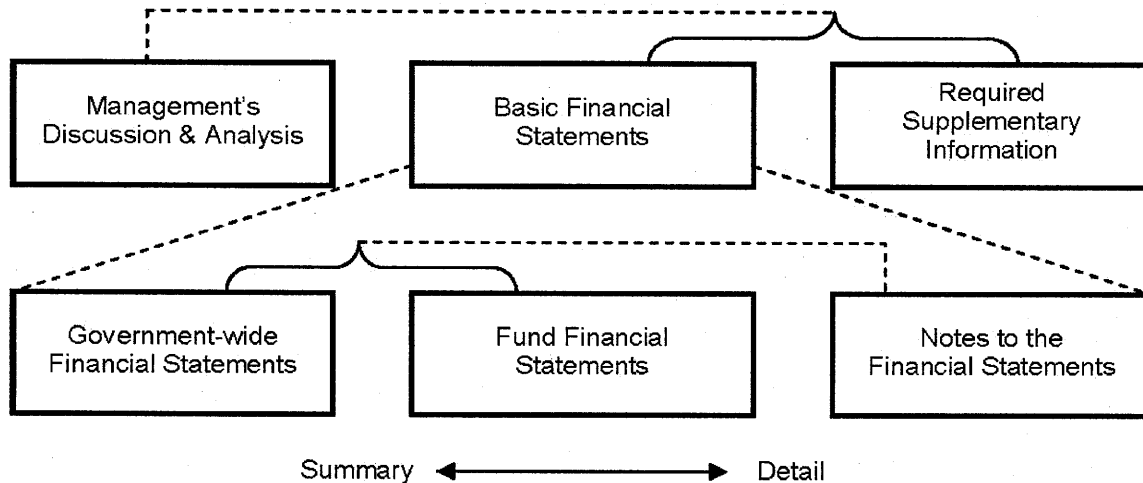 Management's
Discussion & Analysis
Basic Financial
Statements
Required
Supplementary
Information
Government-wide
Financial Statements
Fund Financial
Statements
Notes to the
Financial Statements
Summary
Detail